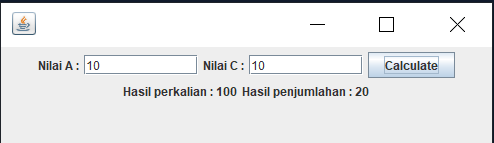 Nilai A : 10 Nilai C : 10 Calculate
Hasil perkalian : 100 Hasil penjumlahan : 20